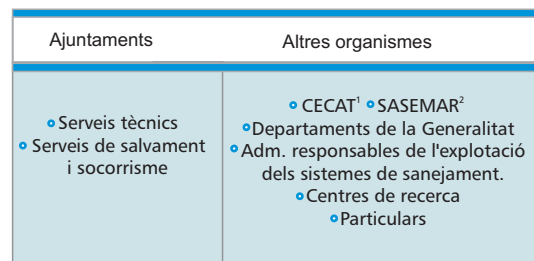 Ajuntaments
Altres organismes
Serveis tècnics
Serveis de salvament
i socorrisme
CECAT¹ SASEMAR²
Departaments de la Generalitat
Adm. responsables de l'explotació
dels sistemes de sanejament.
Centres de recerca
Particulars